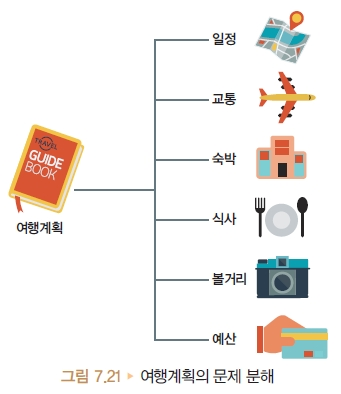 일정
교통
TRAVEL
GUIDE
BOOK
숙박
여행계획
식사
볼거리
예산
그림 7.21 ▶ 여행계획의 문제 분해